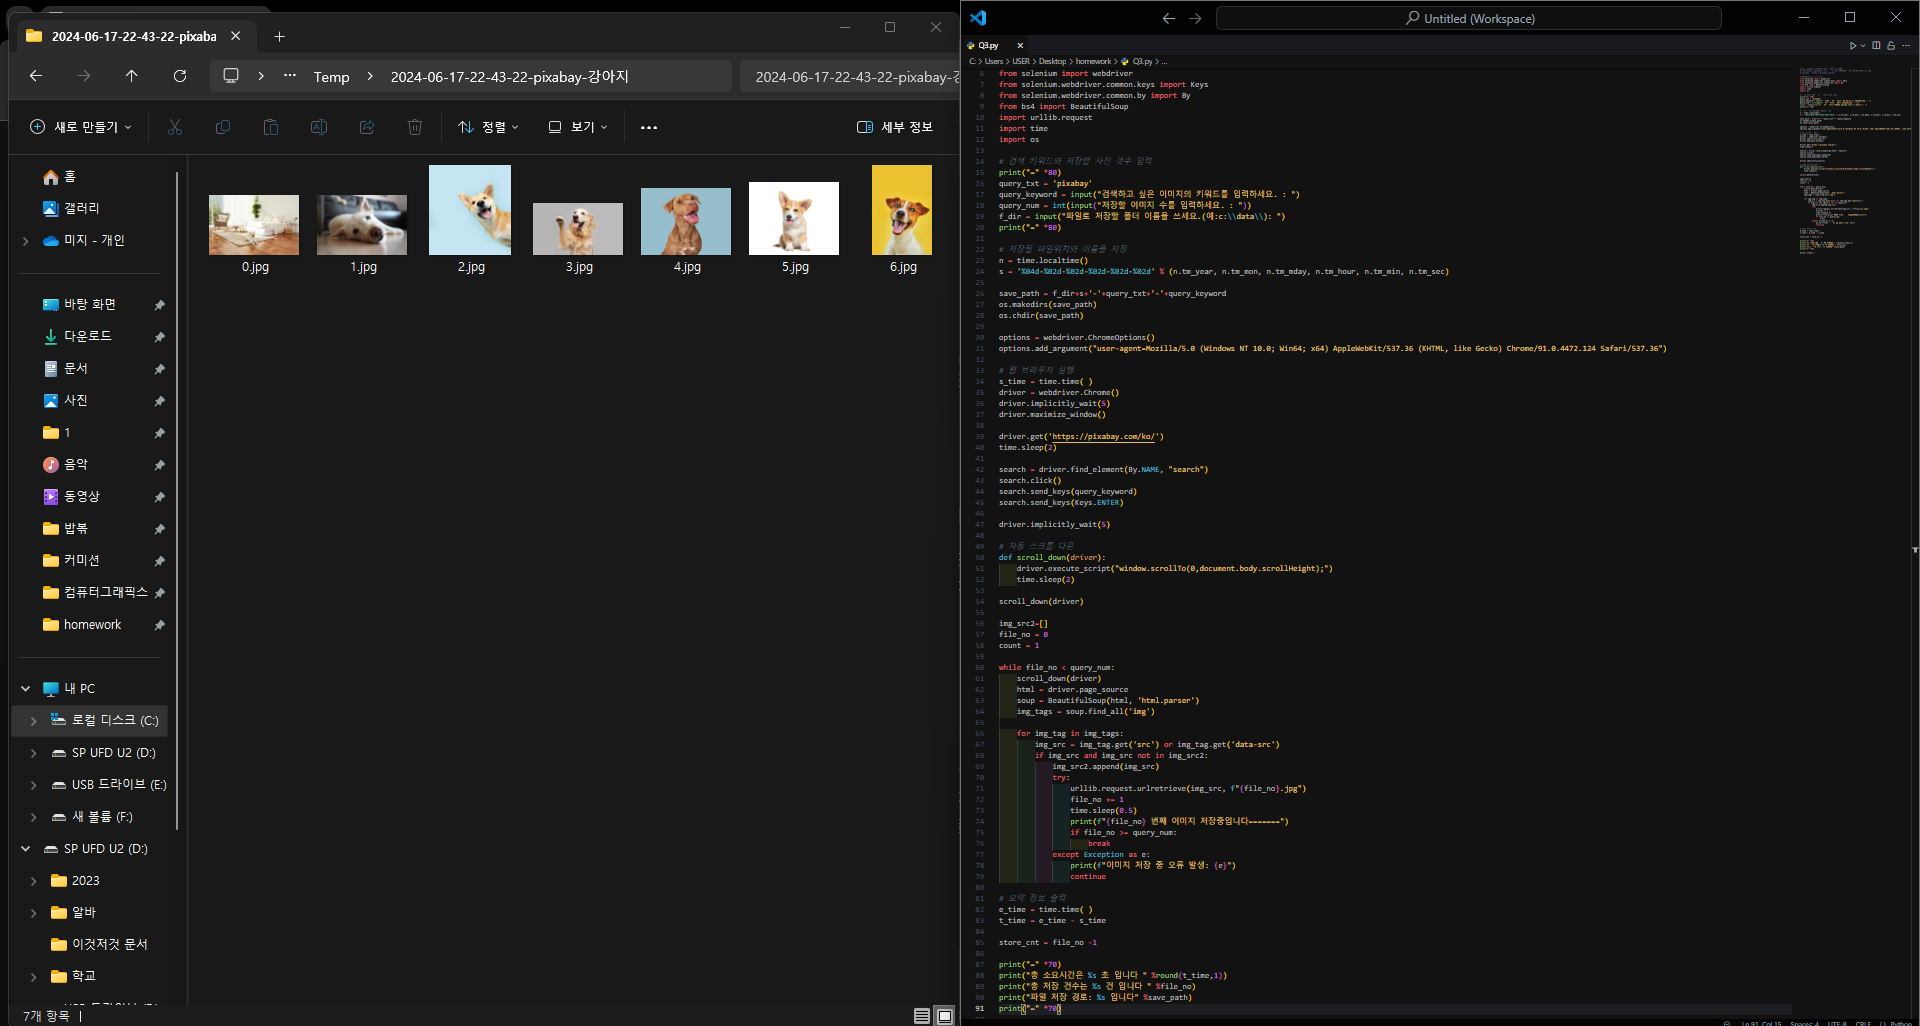 2024-06-17-22-43-22-pixaba
Temp
2024-06-17-22-43-22-pixabay-강아지
2024-06-17-22-43-22-pixabay-강
새로 만들기
정렬
보기
세부 정보
홈
갤러리
미지 - 개인
바탕 화면
다운로드
문서
사진
1
음악
동영상
밥볶
커미션
컴퓨터그래픽스
homework
내 PC
로컬 디스크 (C:)
SP UFD U2 (D:)
USB 드라이브 (E:)
새 볼륨 (F:)
SP UFD U2 (D:)
2023
알바
이것저것 문서
학교
0.jpg
1.jpg
2.jpg
3.jpg
4.jpg
5.jpg
6.jpg
7개 항목
Untitled (Workspace)
Q3.py
C: > Users > USER > Desktop > homework > Q3.py > ...
6 from selenium import webdriver
7 from selenium.webdriver.common.keys import Keys
8 from selenium.webdriver.common.by import By
9 from bs4 import BeautifulSoup
10 import urllib.request
11 import time
12 import os
13
14 # 검색 키워드와 저장할 사진 갯수 입력
15 print("=" *80)
16 query_txt = 'pixabay'
17 query_keyword = input("검색하고 싶은 이미지의 키워드를 입력하세요. : ")
18 query_num = int(input("저장할 이미지 수를 입력하세요. : "))
19 f_dir = input("파일로 저장할 폴더 이름을 쓰세요.(예:c:\\data\\): ")
20 print("=" *80)
21
22 # 저장될 파일위치와 이름을 지정
23 n = time.localtime()
24 s = '%04d-%02d-%02d-%02d-%02d-%02d' % (n.tm_year, n.tm_mon, n.tm_mday, n.tm_hour, n.tm_min, n.tm_sec)
25
26 save_path = f_dir+s+'-'+query_txt+'-'+query_keyword
27 os.makedirs(save_path)
28 os.chdir(save_path)
29
30 options = webdriver.ChromeOptions()
31 options.add_argument("user-agent=Mozilla/5.0 (Windows NT 10.0; Win64; x64) AppleWebKit/537.36 (KHTML, like Gecko) Chrome/91.0.4472.124 Safari/537.36")
32
33 # 웹 브라우저 실행
34 s_time = time.time( )
35 driver = webdriver.Chrome()
36 driver.implicitly_wait(5)
37 driver.maximize_window()
38
39 driver.get('https://pixabay.com/ko/')
40 time.sleep(2)
41
42 search = driver.find_element(By.NAME, "search")
43 search.click()
44 search.send_keys(query_keyword)
45 search.send_keys(Keys.ENTER)
46
47 driver.implicitly_wait(5)
48
49 # 자동 스크롤 다운
50 def scroll_down(driver):
51 driver.execute_script("window.scrollTo(0,document.body.scrollHeight);")
52 time.sleep(2)
53
54 scroll_down(driver)
55
56 img_src2=[]
57 file_no = 0
58 count = 1
59
60 while file_no < query_num:
61 scroll_down(driver)
62 html = driver.page_source
63 soup = BeautifulSoup(html, 'html.parser')
64 img_tags = soup.find_all('img')
65
66 for img_tag in img_tags:
67 img_src = img_tag.get('src') or img_tag.get('data-src')
68 if img_src and img_src not in img_src2:
69 img_src2.append(img_src)
70 try:
71 urllib.request.urlretrieve(img_src, f"{file_no}.jpg")
72 file_no += 1
73 time.sleep(0.5)
74 print(f"{file_no} 번째 이미지 저장중입니다=======")
75 if file_no >= query_num:
76 break
77 except Exception as e:
78 print(f"이미지 저장 중 오류 발생: {e}")
79 continue
80
81 # 요약 정보 출력
82 e_time = time.time( )
83 t_time = e_time - s_time
84
85 store_cnt = file_no -1
86
87 print("=" *70)
88 print("총 소요시간은 %s 초 입니다 " %round(t_time,1))
89 print("총 저장 건수는 %s 건 입니다 " %file_no)
90 print("파일 저장 경로: %s 입니다" %save_path)
91 print("=" *70)